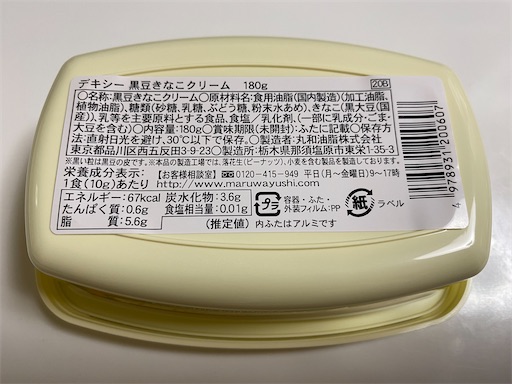 デキシー 黒豆きなこクリーム 180g 20B
○名称:黒豆きなこクリーム○原材料名:食用油脂(国内製造)(加工油脂、
植物油脂)、糖類(砂糖、乳糖、ぶどう糖、粉末水あめ)、きなこ(黒大豆(国
産))、乳等を主要原料とする食品、食塩/乳化剤、(一部に乳成分・ごま・
大豆を含む)○内容量:180g○賞味期限(未開封):ふたに記載○保存方
法:直射日光を避け、30℃以下で保存○製造者:丸和油脂株式会社
東京都品川区西五反田3-9-23○製造所:栃木県那須塩原市東栄1-35-3
※黒い粒は黒豆の皮です。※本品の製造工場では、落花生(ピーナッツ)、小麦を含む製品を製造しております。
栄養成分表示 【お客様相談室】 0120-415-949 平日(月〜金曜日)9〜17時
1食(10g)あたり http://www.maruwayushi.com/
エネルギー:67kcal 炭水化物:3.6g
たんぱく質:0.6g 食塩相当量:0.01g
脂質:5.6g (推定値)
プラ 容器・ふた・
外装フィルム:PP
紙 ラベル
内ふたはアルミです
4 978931 200607